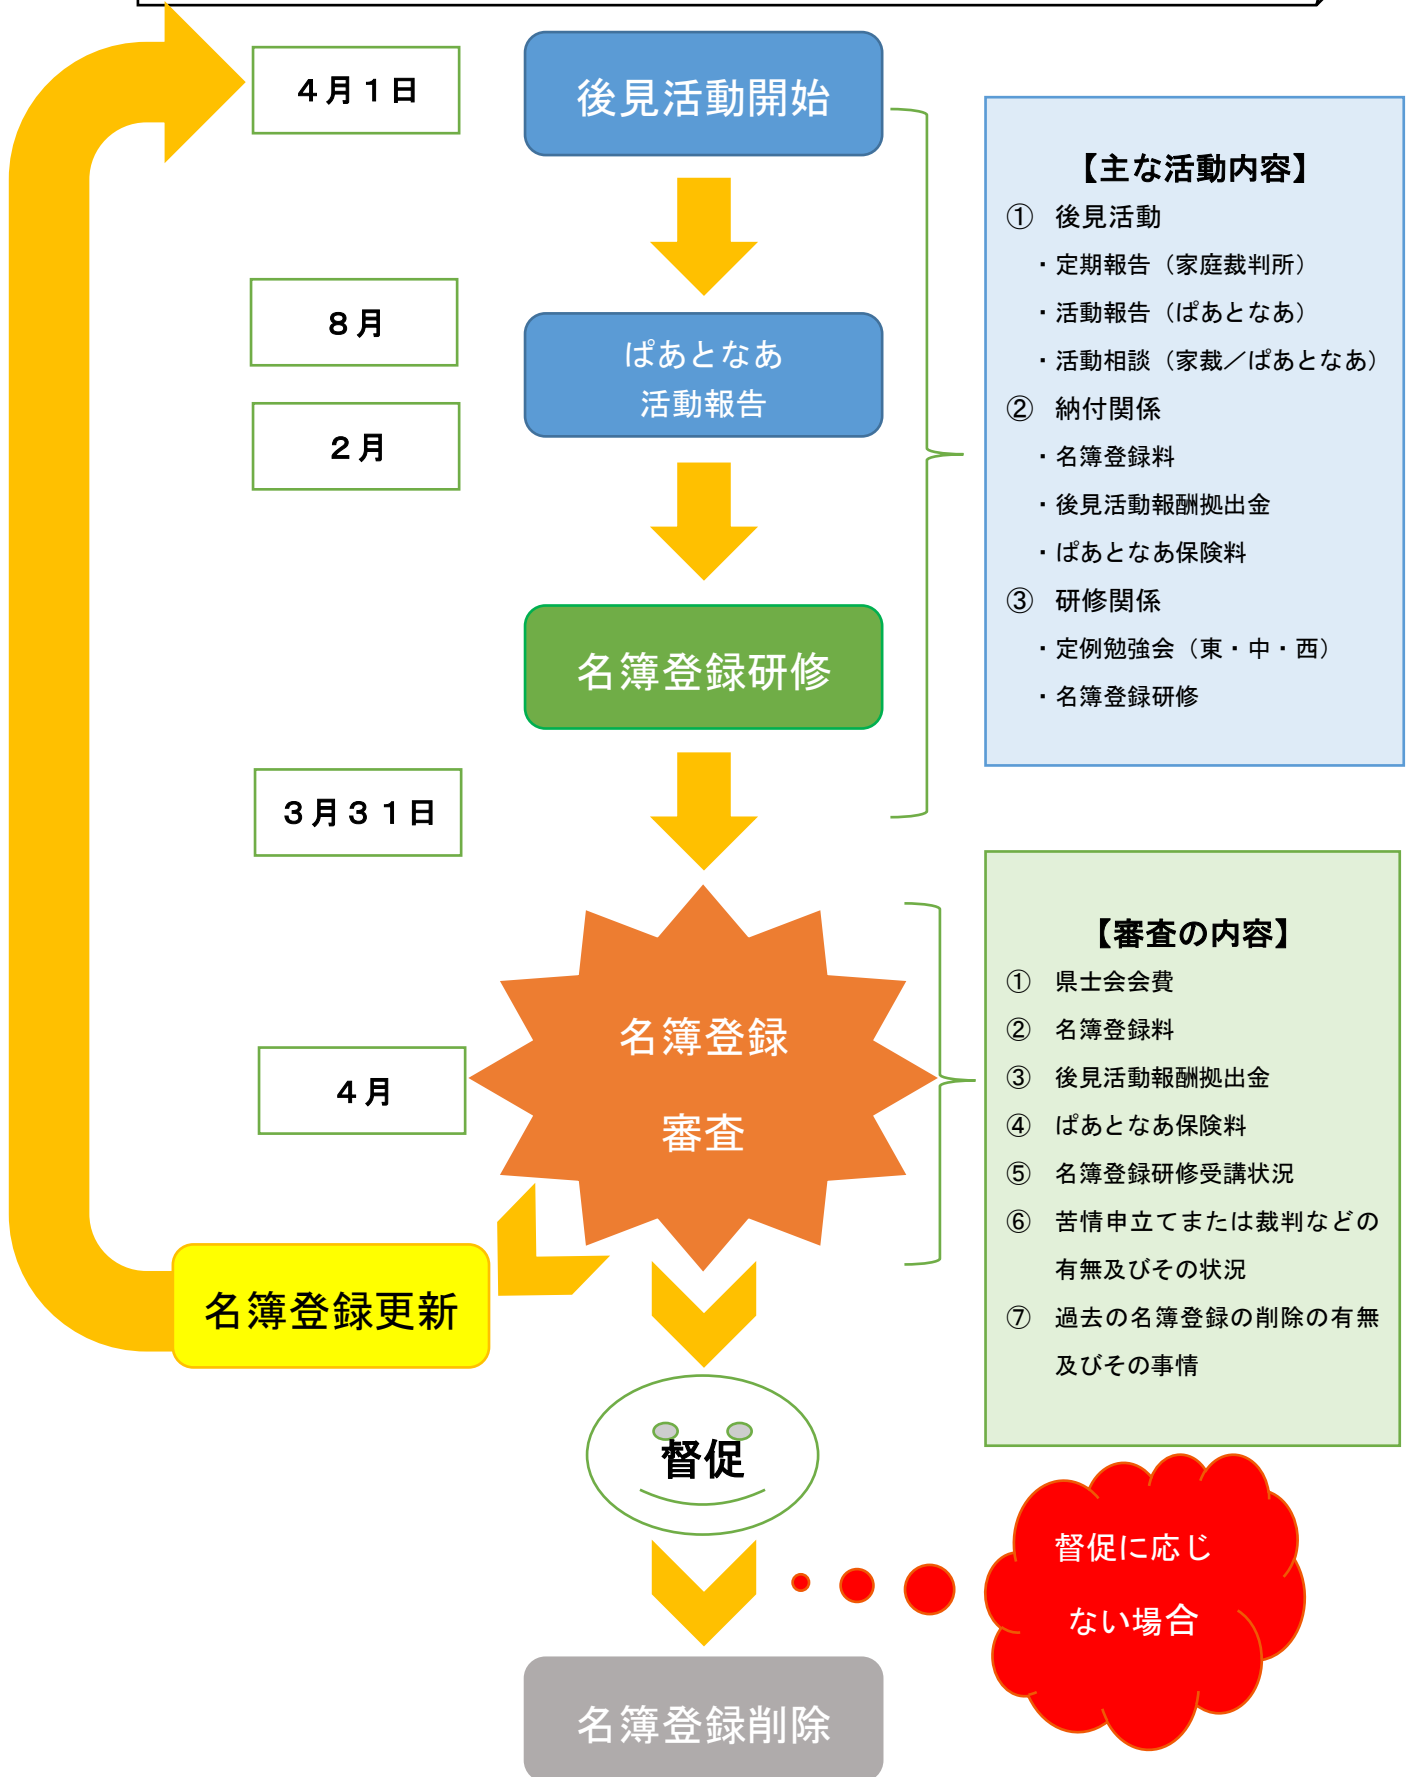 ４月１日
後見活動開始
８月
２月
ぱあとなあ
活動報告
名簿登録研修
３月３１日
【主な活動内容】
① 後見活動
・定期報告（家庭裁判所）
・活動報告（ぱあとなあ）
・活動相談（家裁／ぱあとなあ）
② 納付関係
・名簿登録料
・後見活動報酬拠出金
・ぱあとなあ保険料
③ 研修関係
・定例勉強会（東・中・西）
・名簿登録研修
４月
名簿登録
審査
【審査の内容】
① 県士会会費
② 名簿登録料
③ 後見活動報酬拠出金
④ ぱあとなあ保険料
⑤ 名簿登録研修受講状況
⑥ 苦情申立てまたは裁判などの
有無及びその状況
⑦ 過去の名簿登録の削除の有無
及びその事情
名簿登録更新
督促
督促に応じ
ない場合
名簿登録削除